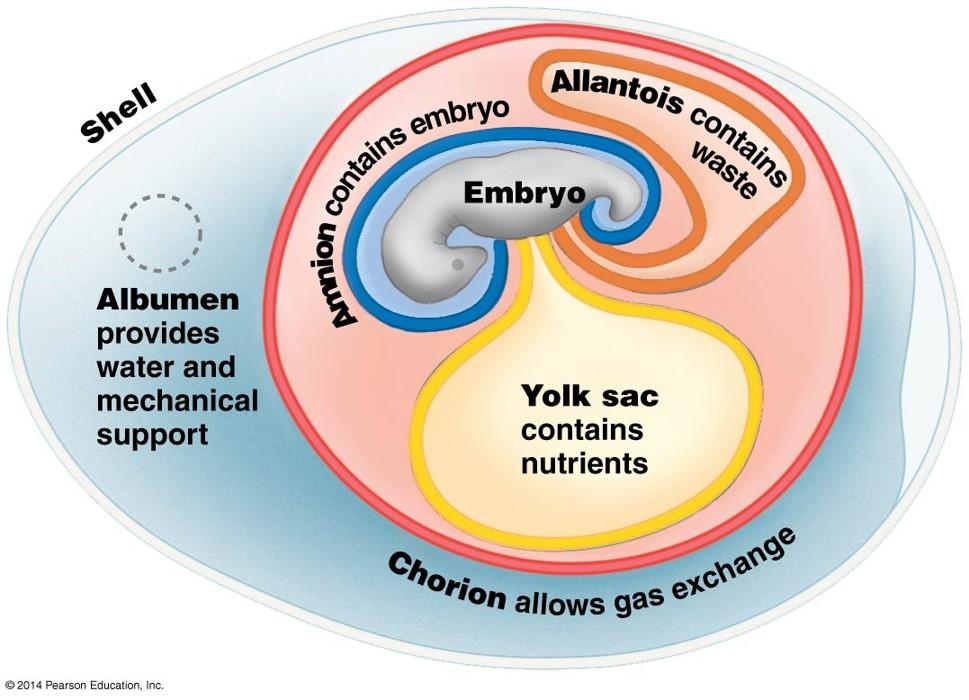 Shell
Allantois contains
waste
Amnion contains embryo
Embryo
Albumen
provides
water and
mechanical
support
Yolk sac
contains
nutrients
Chorion allows gas exchange
© 2014 Pearson Education, Inc.